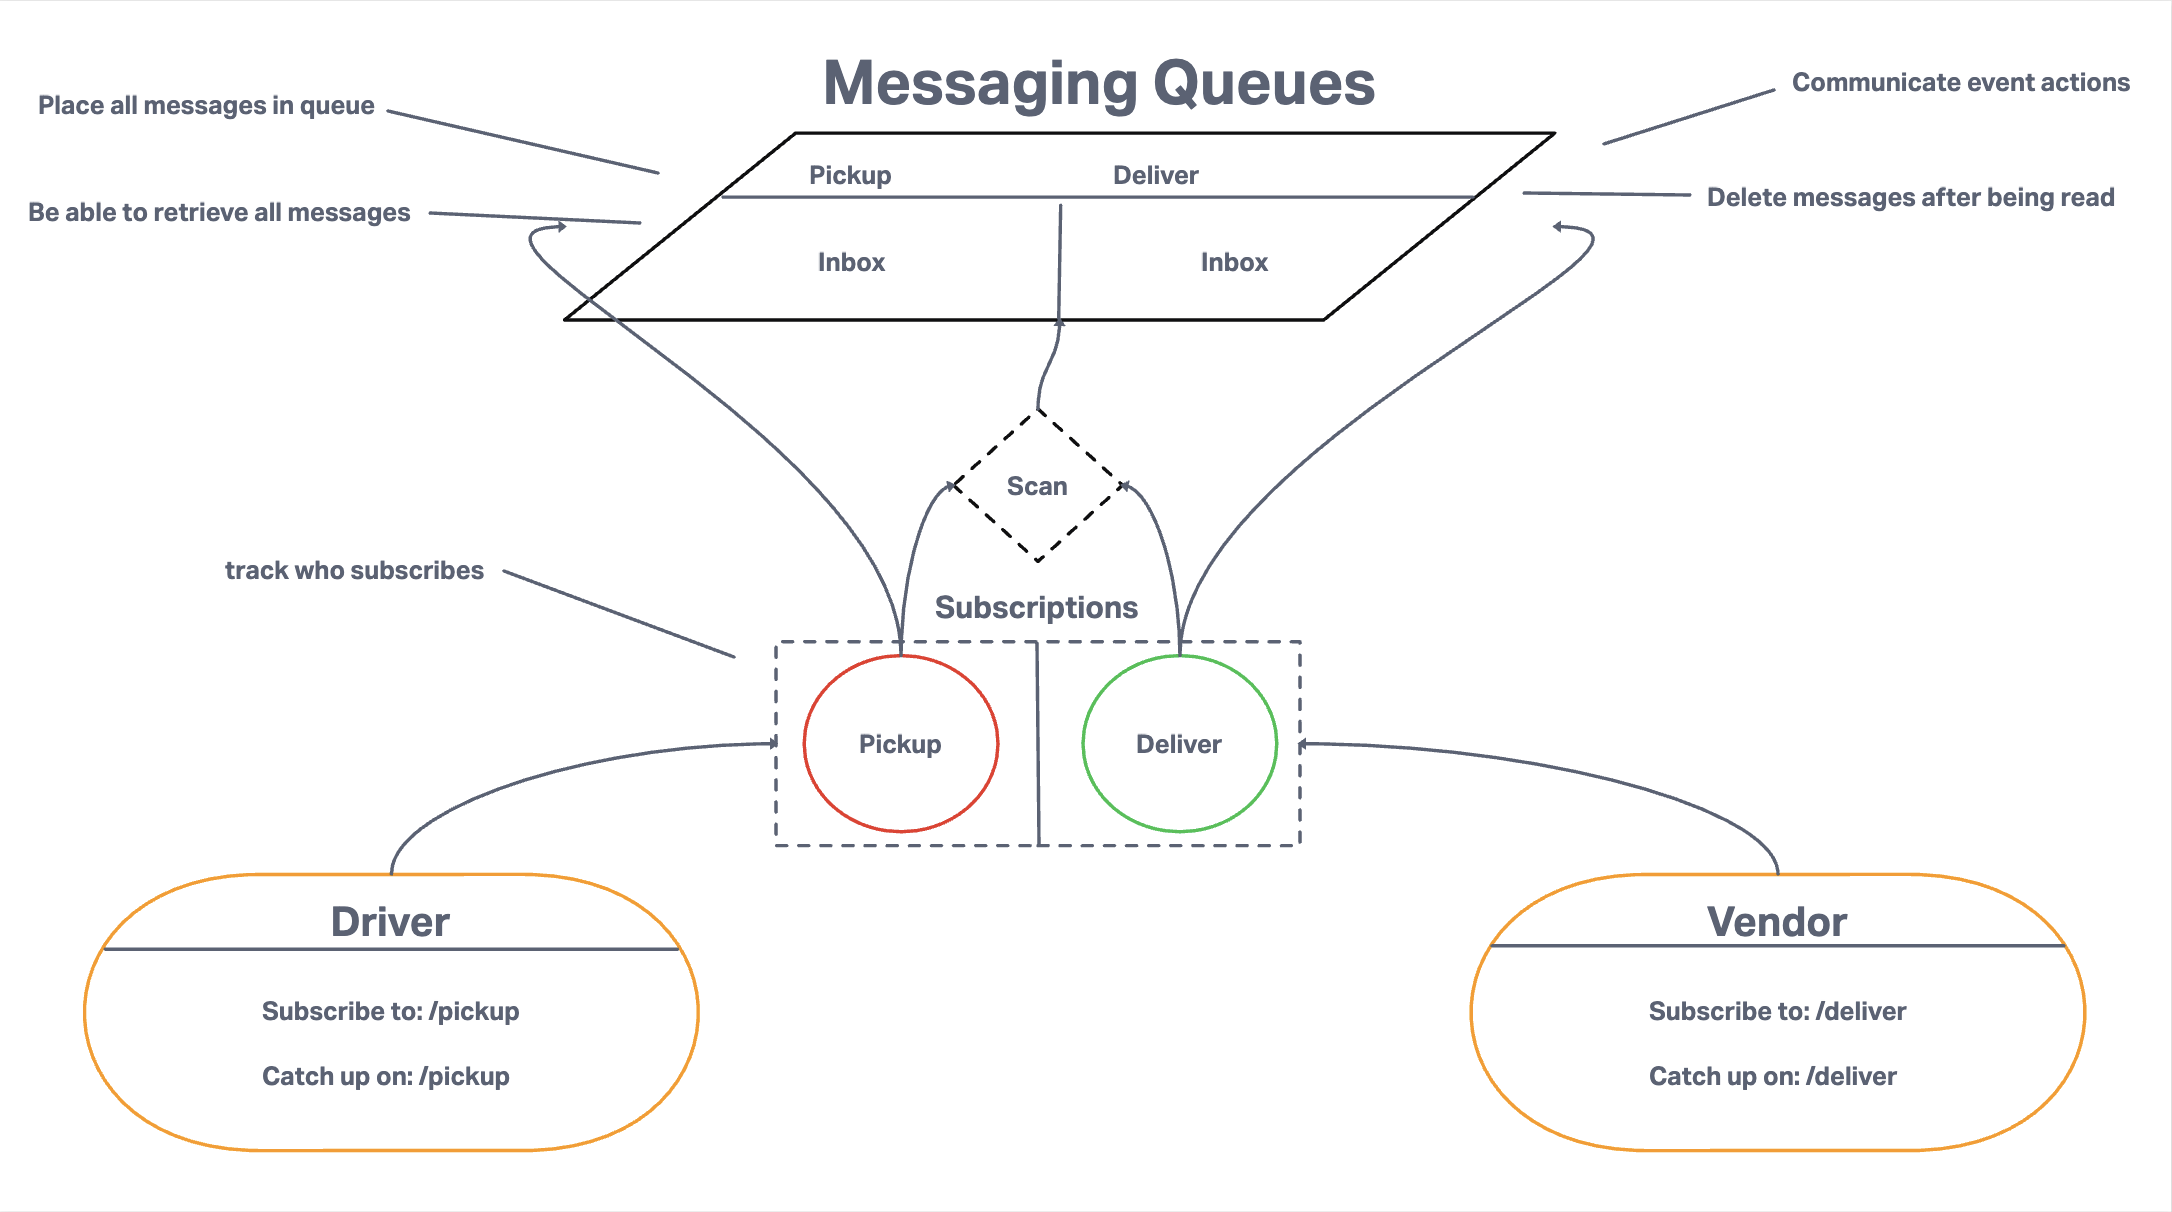 Messaging Queues
Place all messages in queue
Communicate event actions
Be able to retrieve all messages
Delete messages after being read
Pickup
Deliver
Inbox
Inbox
Scan
track who subscribes
Subscriptions
Pickup
Deliver
Driver
Subscribe to: /pickup
Catch up on: /pickup
Vendor
Subscribe to: /deliver
Catch up on: /deliver